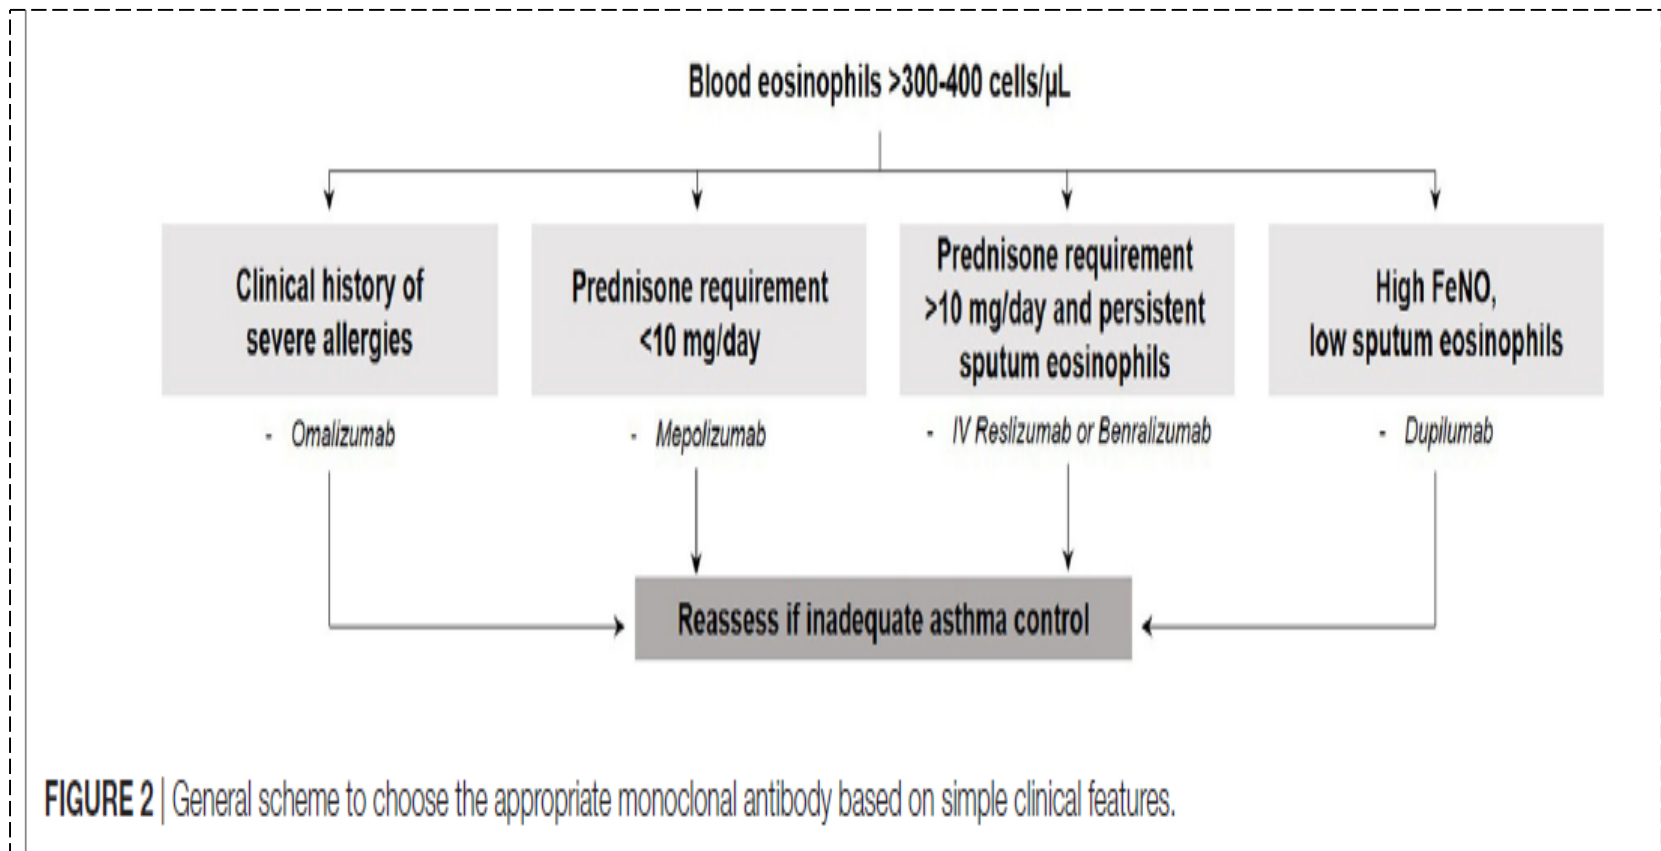 Blood eosinophils >300-400 cells/µL
Clinical history of
severe allergies
- Omalizumab
Prednisone requirement
<10 mg/day
- Mepolizumab
Prednisone requirement
>10 mg/day and persistent
sputum eosinophils
- IV Reslizumab or Benralizumab
High FeNO,
low sputum eosinophils
- Dupilumab
Reassess if inadequate asthma control
FIGURE 2 | General scheme to choose the appropriate monoclonal antibody based on simple clinical features.